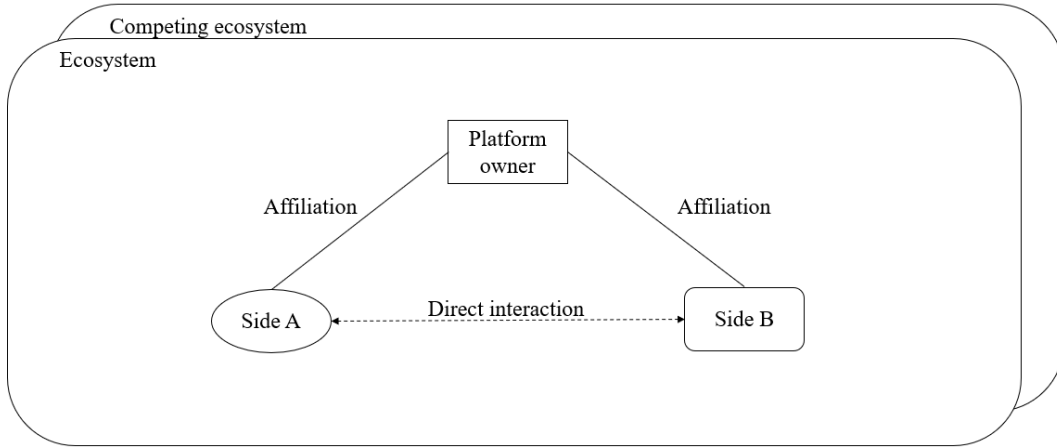 Competing ecosystem
Ecosystem
Platform
owner
Affiliation
Affiliation
Direct interaction
Side A
Side B